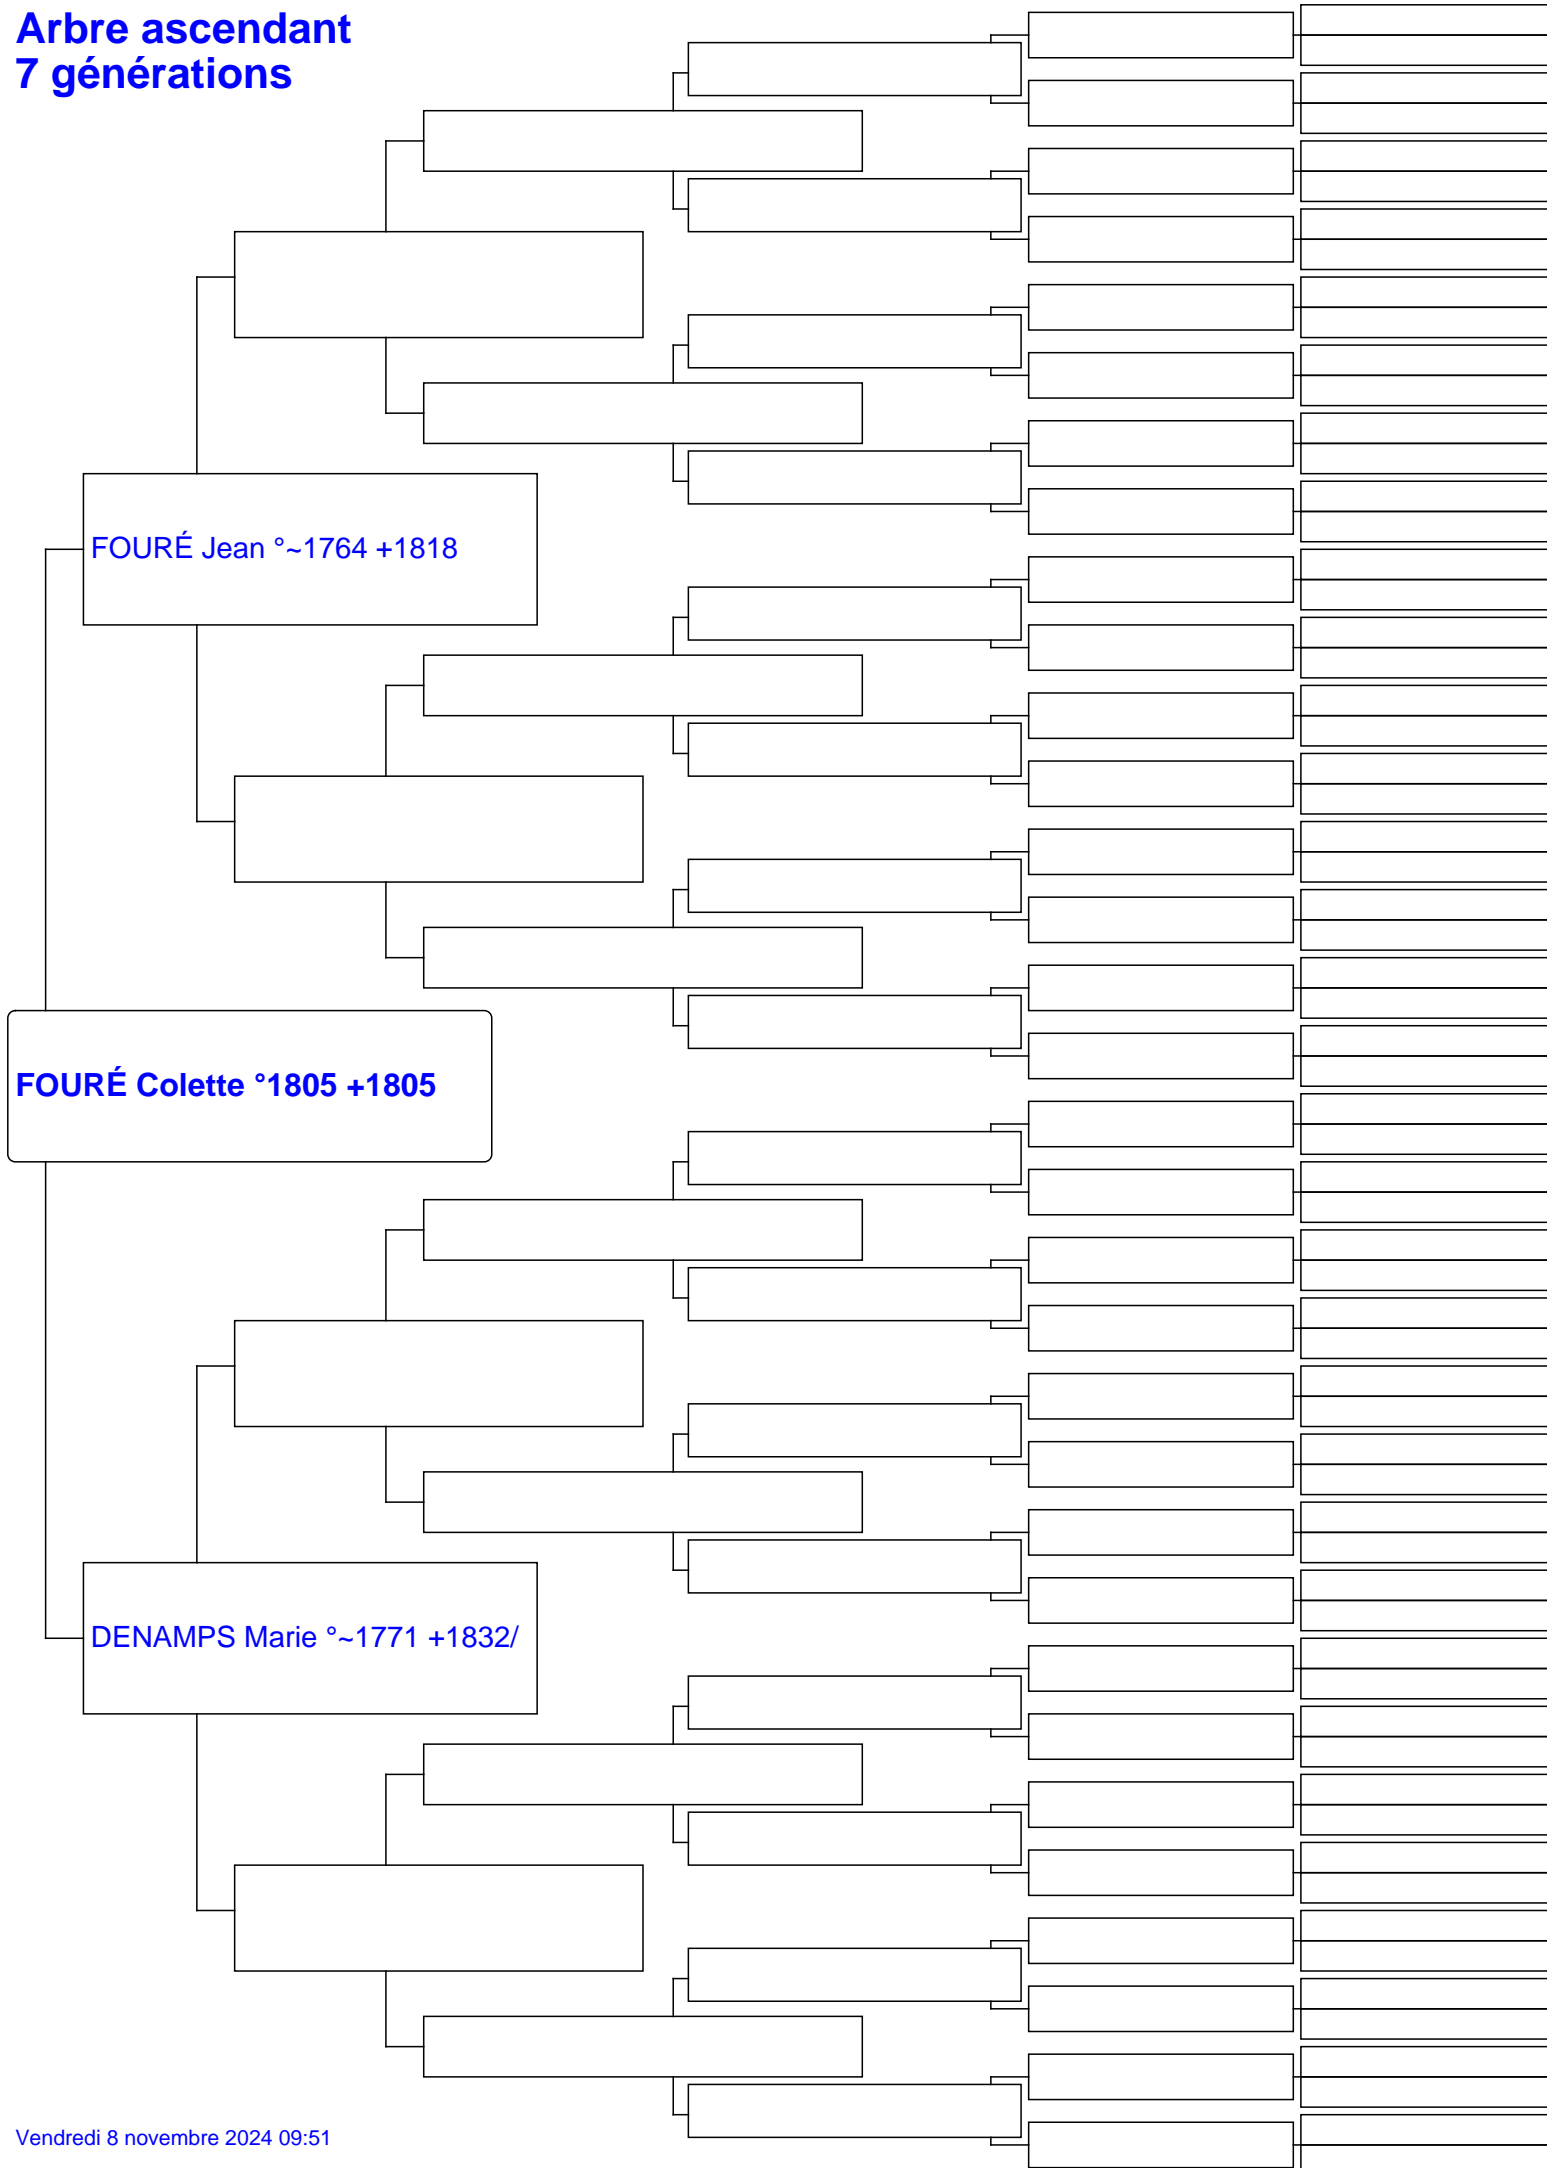 Arbre ascendant
7 générations
FOURÉ Jean °~1764 +1818
FOURÉ Colette °1805 +1805
DENAMPS Marie °~1771 +1832/
Vendredi 8 novembre 2024 09:51